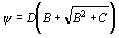 ψ = D(B + √(B² + C))